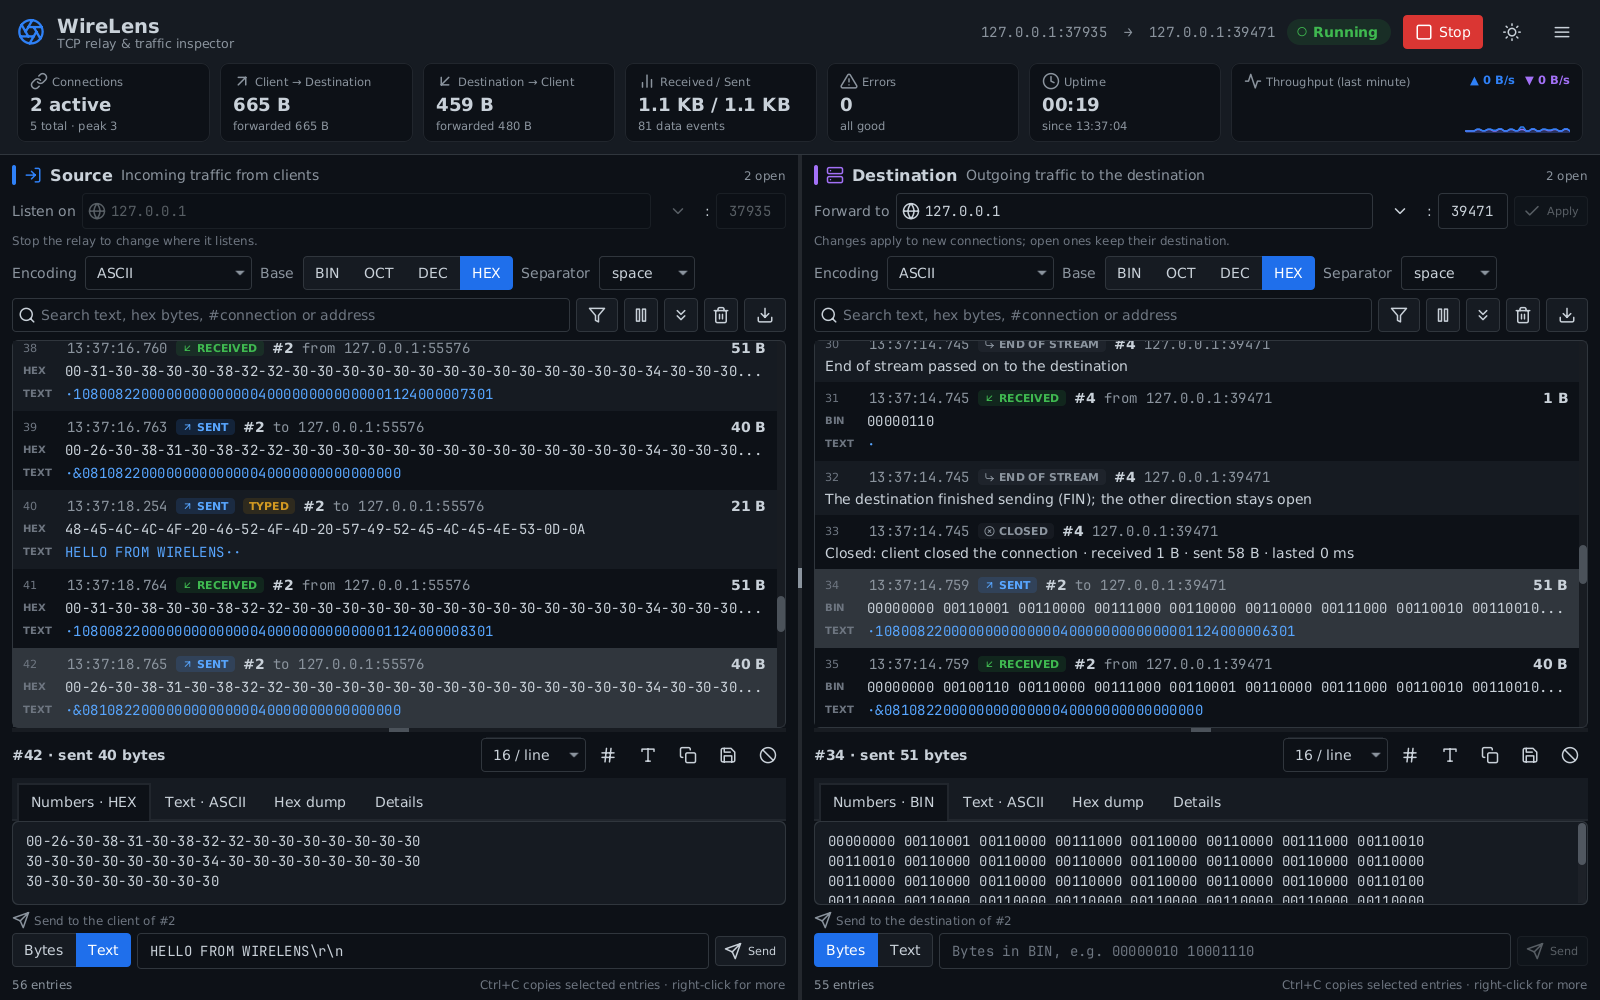 WireLens
TCP relay & traffic inspector
127.0.0.1:37935 → 127.0.0.1:39471 Running Stop
Connections
2 active
5 total · peak 3
Client → Destination
665 B
forwarded 665 B
Destination → Client
459 B
forwarded 480 B
Received / Sent
1.1 KB / 1.1 KB
81 data events
Errors
0
all good
Uptime
00:19
since 13:37:04
Throughput (last minute) ▲ 0 B/s ▼ 0 B/s
Source Incoming traffic from clients 2 open
Listen on 127.0.0.1 : 37935
Stop the relay to change where it listens.
Encoding ASCII Base BIN OCT DEC HEX Separator space
Search text, hex bytes, #connection or address
38 13:37:16.760 RECEIVED #2 from 127.0.0.1:55576 51 B
HEX 00-31-30-38-30-30-38-32-32-30-30-30-30-30-30-30-30-30-30-30-30-34-30-30-30...
TEXT ·10800822000000000000004000000000000001124000007301
39 13:37:16.763 SENT #2 to 127.0.0.1:55576 40 B
HEX 00-26-30-38-31-30-38-32-32-30-30-30-30-30-30-30-30-30-30-30-30-34-30-30-30...
TEXT ·&08108220000000000000040000000000000000
40 13:37:18.254 SENT TYPED #2 to 127.0.0.1:55576 21 B
HEX 48-45-4C-4C-4F-20-46-52-4F-4D-20-57-49-52-45-4C-45-4E-53-0D-0A
TEXT HELLO FROM WIRELENS··
41 13:37:18.764 RECEIVED #2 from 127.0.0.1:55576 51 B
HEX 00-31-30-38-30-30-38-32-32-30-30-30-30-30-30-30-30-30-30-30-30-34-30-30-30...
TEXT ·10800822000000000000004000000000000001124000008301
42 13:37:18.765 SENT #2 to 127.0.0.1:55576 40 B
HEX 00-26-30-38-31-30-38-32-32-30-30-30-30-30-30-30-30-30-30-30-30-34-30-30-30...
TEXT ·&08108220000000000000040000000000000000
#42 · sent 40 bytes 16 / line
Numbers · HEX Text · ASCII Hex dump Details
00-26-30-38-31-30-38-32-32-30-30-30-30-30-30-30
30-30-30-30-30-30-30-34-30-30-30-30-30-30-30-30
30-30-30-30-30-30-30-30
Send to the client of #2
Bytes Text HELLO FROM WIRELENS\r\n Send
56 entries Ctrl+C copies selected entries · right-click for more
Destination Outgoing traffic to the destination 2 open
Forward to 127.0.0.1 : 39471 Apply
Changes apply to new connections; open ones keep their destination.
Encoding ASCII Base BIN OCT DEC HEX Separator space
Search text, hex bytes, #connection or address
30 13:37:14.745 END OF STREAM #4 127.0.0.1:39471
End of stream passed on to the destination
31 13:37:14.745 RECEIVED #4 from 127.0.0.1:39471 1 B
BIN 00000110
TEXT ·
32 13:37:14.745 END OF STREAM #4 127.0.0.1:39471
The destination finished sending (FIN); the other direction stays open
33 13:37:14.745 CLOSED #4 127.0.0.1:39471
Closed: client closed the connection · received 1 B · sent 58 B · lasted 0 ms
34 13:37:14.759 SENT #2 to 127.0.0.1:39471 51 B
BIN 00000000 00110001 00110000 00111000 00110000 00110000 00111000 00110010 00110010...
TEXT ·10800822000000000000004000000000000001124000006301
35 13:37:14.759 RECEIVED #2 from 127.0.0.1:39471 40 B
BIN 00000000 00100110 00110000 00111000 00110001 00110000 00111000 00110010 00110010...
TEXT ·&08108220000000000000040000000000000000
#34 · sent 51 bytes 16 / line
Numbers · BIN Text · ASCII Hex dump Details
00000000 00110001 00110000 00111000 00110000 00110000 00111000 00110010
00110010 00110000 00110000 00110000 00110000 00110000 00110000 00110000
00110000 00110000 00110000 00110000 00110000 00110000 00110000 00110100
00110000 00110000 00110000 00110000 00110000 00110000 00110000 00110000
Send to the destination of #2
Bytes Text Bytes in BIN, e.g. 00000010 10001110 Send
55 entries Ctrl+C copies selected entries · right-click for more